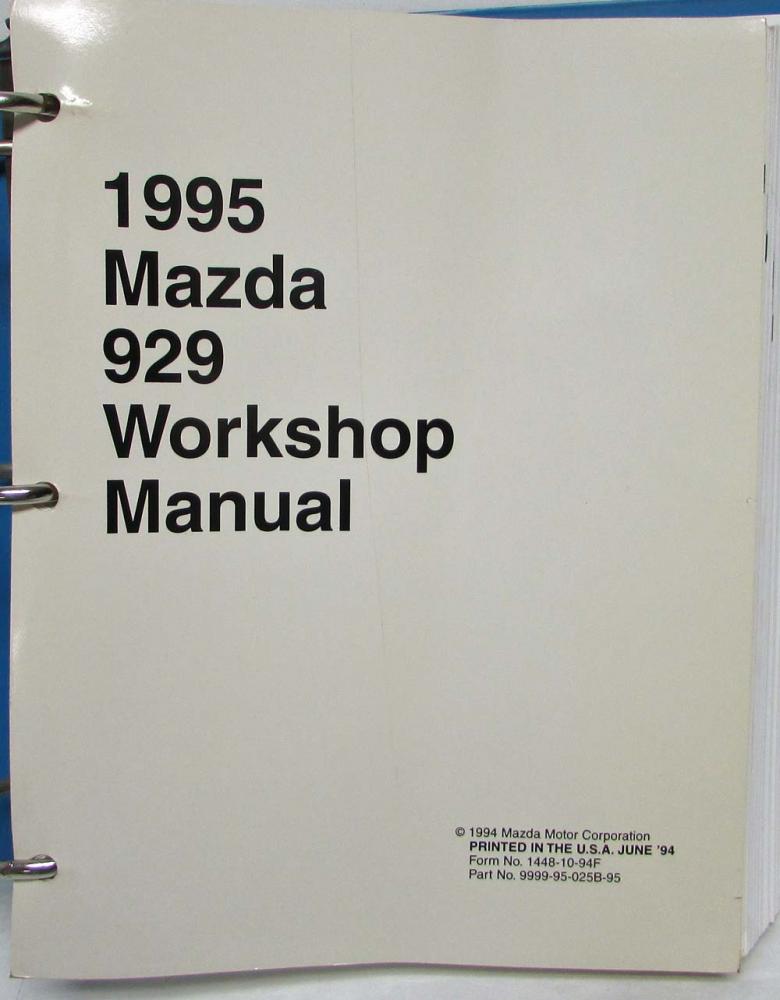 1995
Mazda
929
Workshop
Manual
© 1994 Mazda Motor Corporation
PRINTED IN THE U.S.A. JUNE '94
Form No. 1448-10-94F
Part No. 9999-95-025B-95